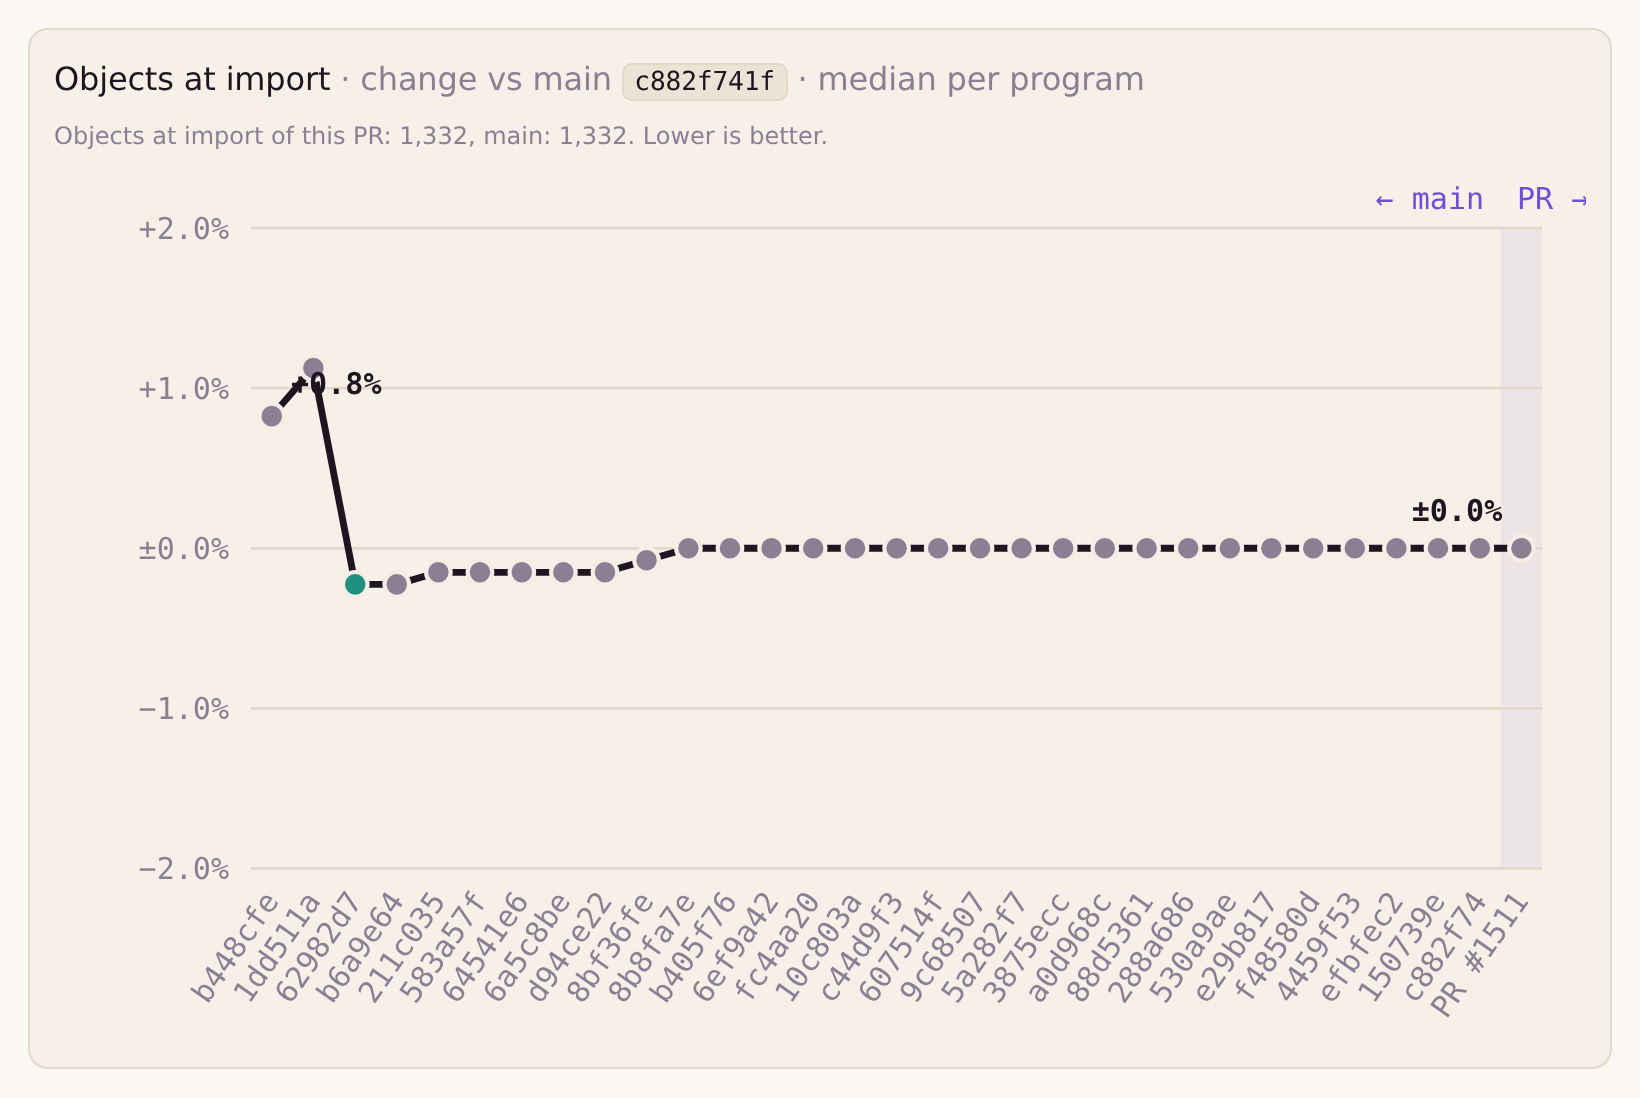 Objects at import · change vs main c882f741f · median per program
Objects at import of this PR: 1,332, main: 1,332. Lower is better.
← main PR →
+2.0%
+1.0%
±0.0%
−1.0%
−2.0%
+0.8%
±0.0%
b448cfe
1dd511a
62982d7
b6a9e64
211c035
583a57f
64541e6
6a5c8be
d94ce22
8bf36fe
8b8fa7e
b405f76
6ef9a42
fc4aa20
10c803a
c44d9f3
607514f
9c68507
5a282f7
3875ecc
a0d968c
88d5361
288a686
530a9ae
e29b817
f48580d
4459f53
efbfec2
150739e
c882f74
PR #1511